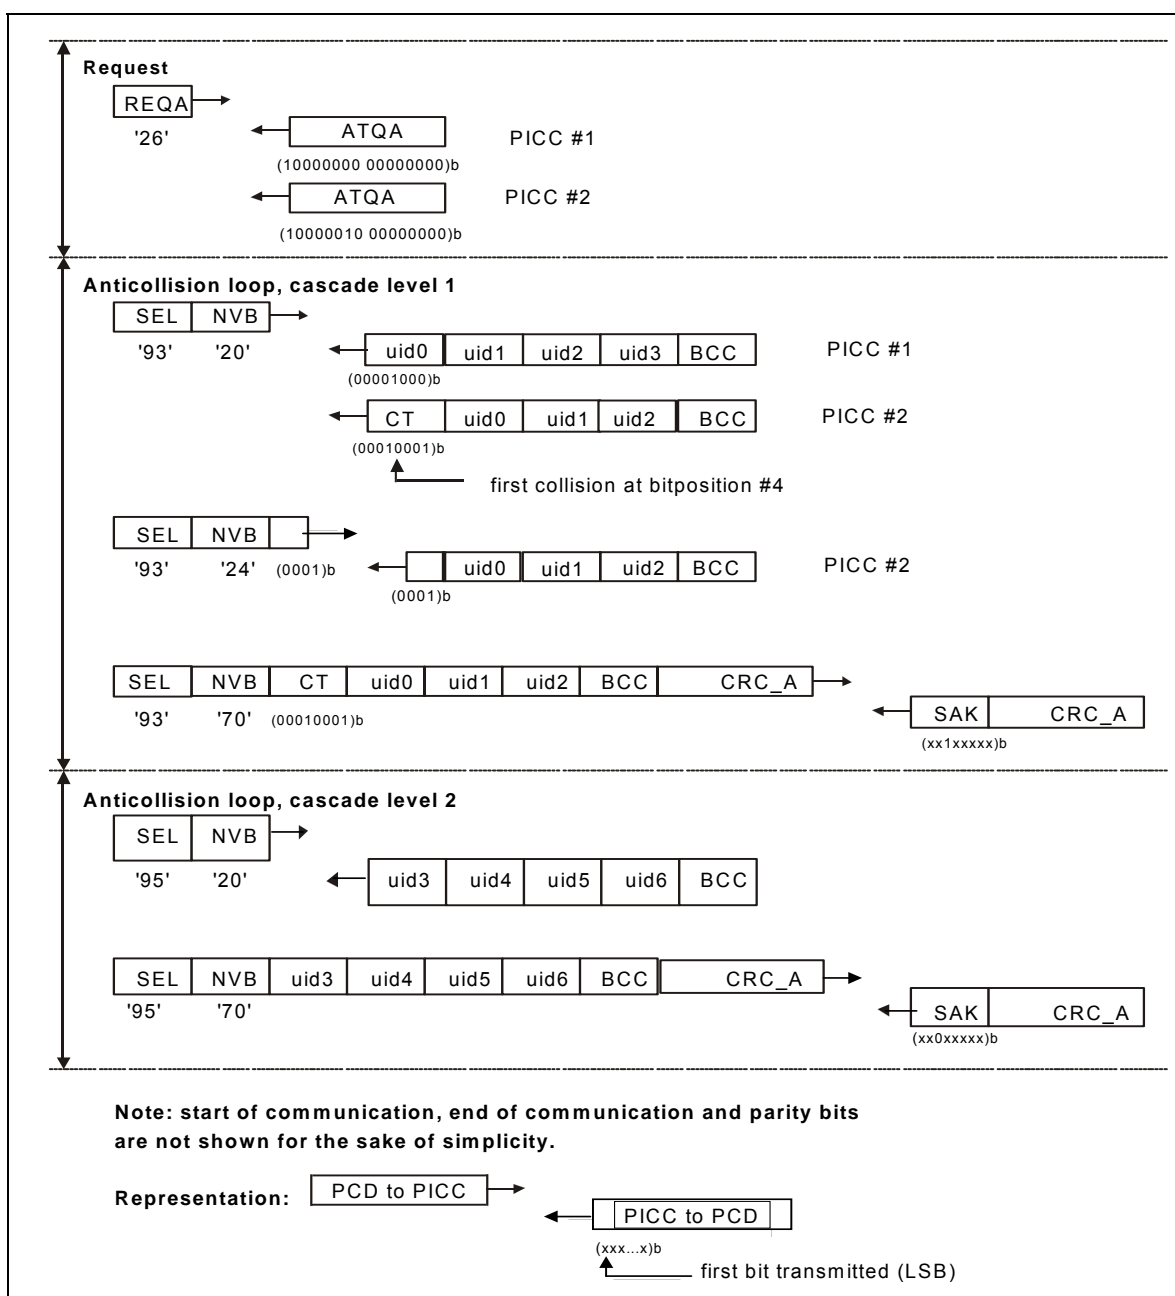 Request
REQA
'26'
ATQA PICC #1
(10000000 00000000)b
ATQA PICC #2
(10000010 00000000)b
Anticollision loop, cascade level 1
SEL NVB
'93' '20'
uid0 uid1 uid2 uid3 BCC PICC #1
(00001000)b
CT uid0 uid1 uid2 BCC PICC #2
(00010001)b
first collision at bitposition #4
SEL NVB
'93' '24' (0001)b
uid0 uid1 uid2 BCC PICC #2
(0001)b
SEL NVB CT uid0 uid1 uid2 BCC CRC_A
'93' '70' (00010001)b
SAK CRC_A
(xx1xxxxx)b
Anticollision loop, cascade level 2
SEL NVB
'95' '20'
uid3 uid4 uid5 uid6 BCC
SEL NVB uid3 uid4 uid5 uid6 BCC CRC_A
'95' '70'
SAK CRC_A
(xx0xxxxx)b
Note: start of communication, end of communication and parity bits
are not shown for the sake of simplicity.
Representation: PCD to PICC
PICC to PCD
(xxx...x)b
first bit transmitted (LSB)